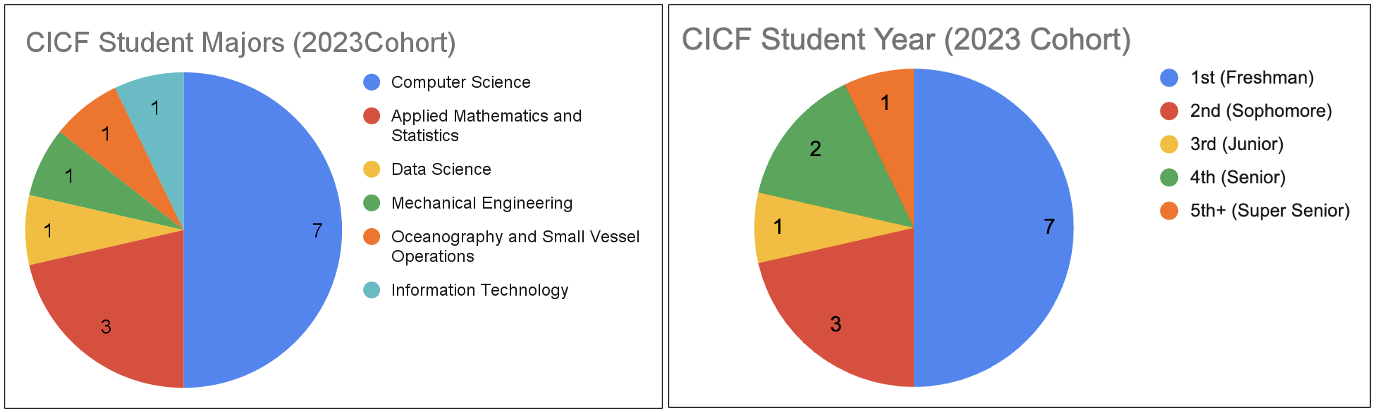 CICF Student Majors (2023Cohort)
7
3
1
1
1
1
Computer Science
Applied Mathematics and
Statistics
Data Science
Mechanical Engineering
Oceanography and Small Vessel
Operations
Information Technology
CICF Student Year (2023 Cohort)
7
3
1
2
1
1st (Freshman)
2nd (Sophomore)
3rd (Junior)
4th (Senior)
5th+ (Super Senior)